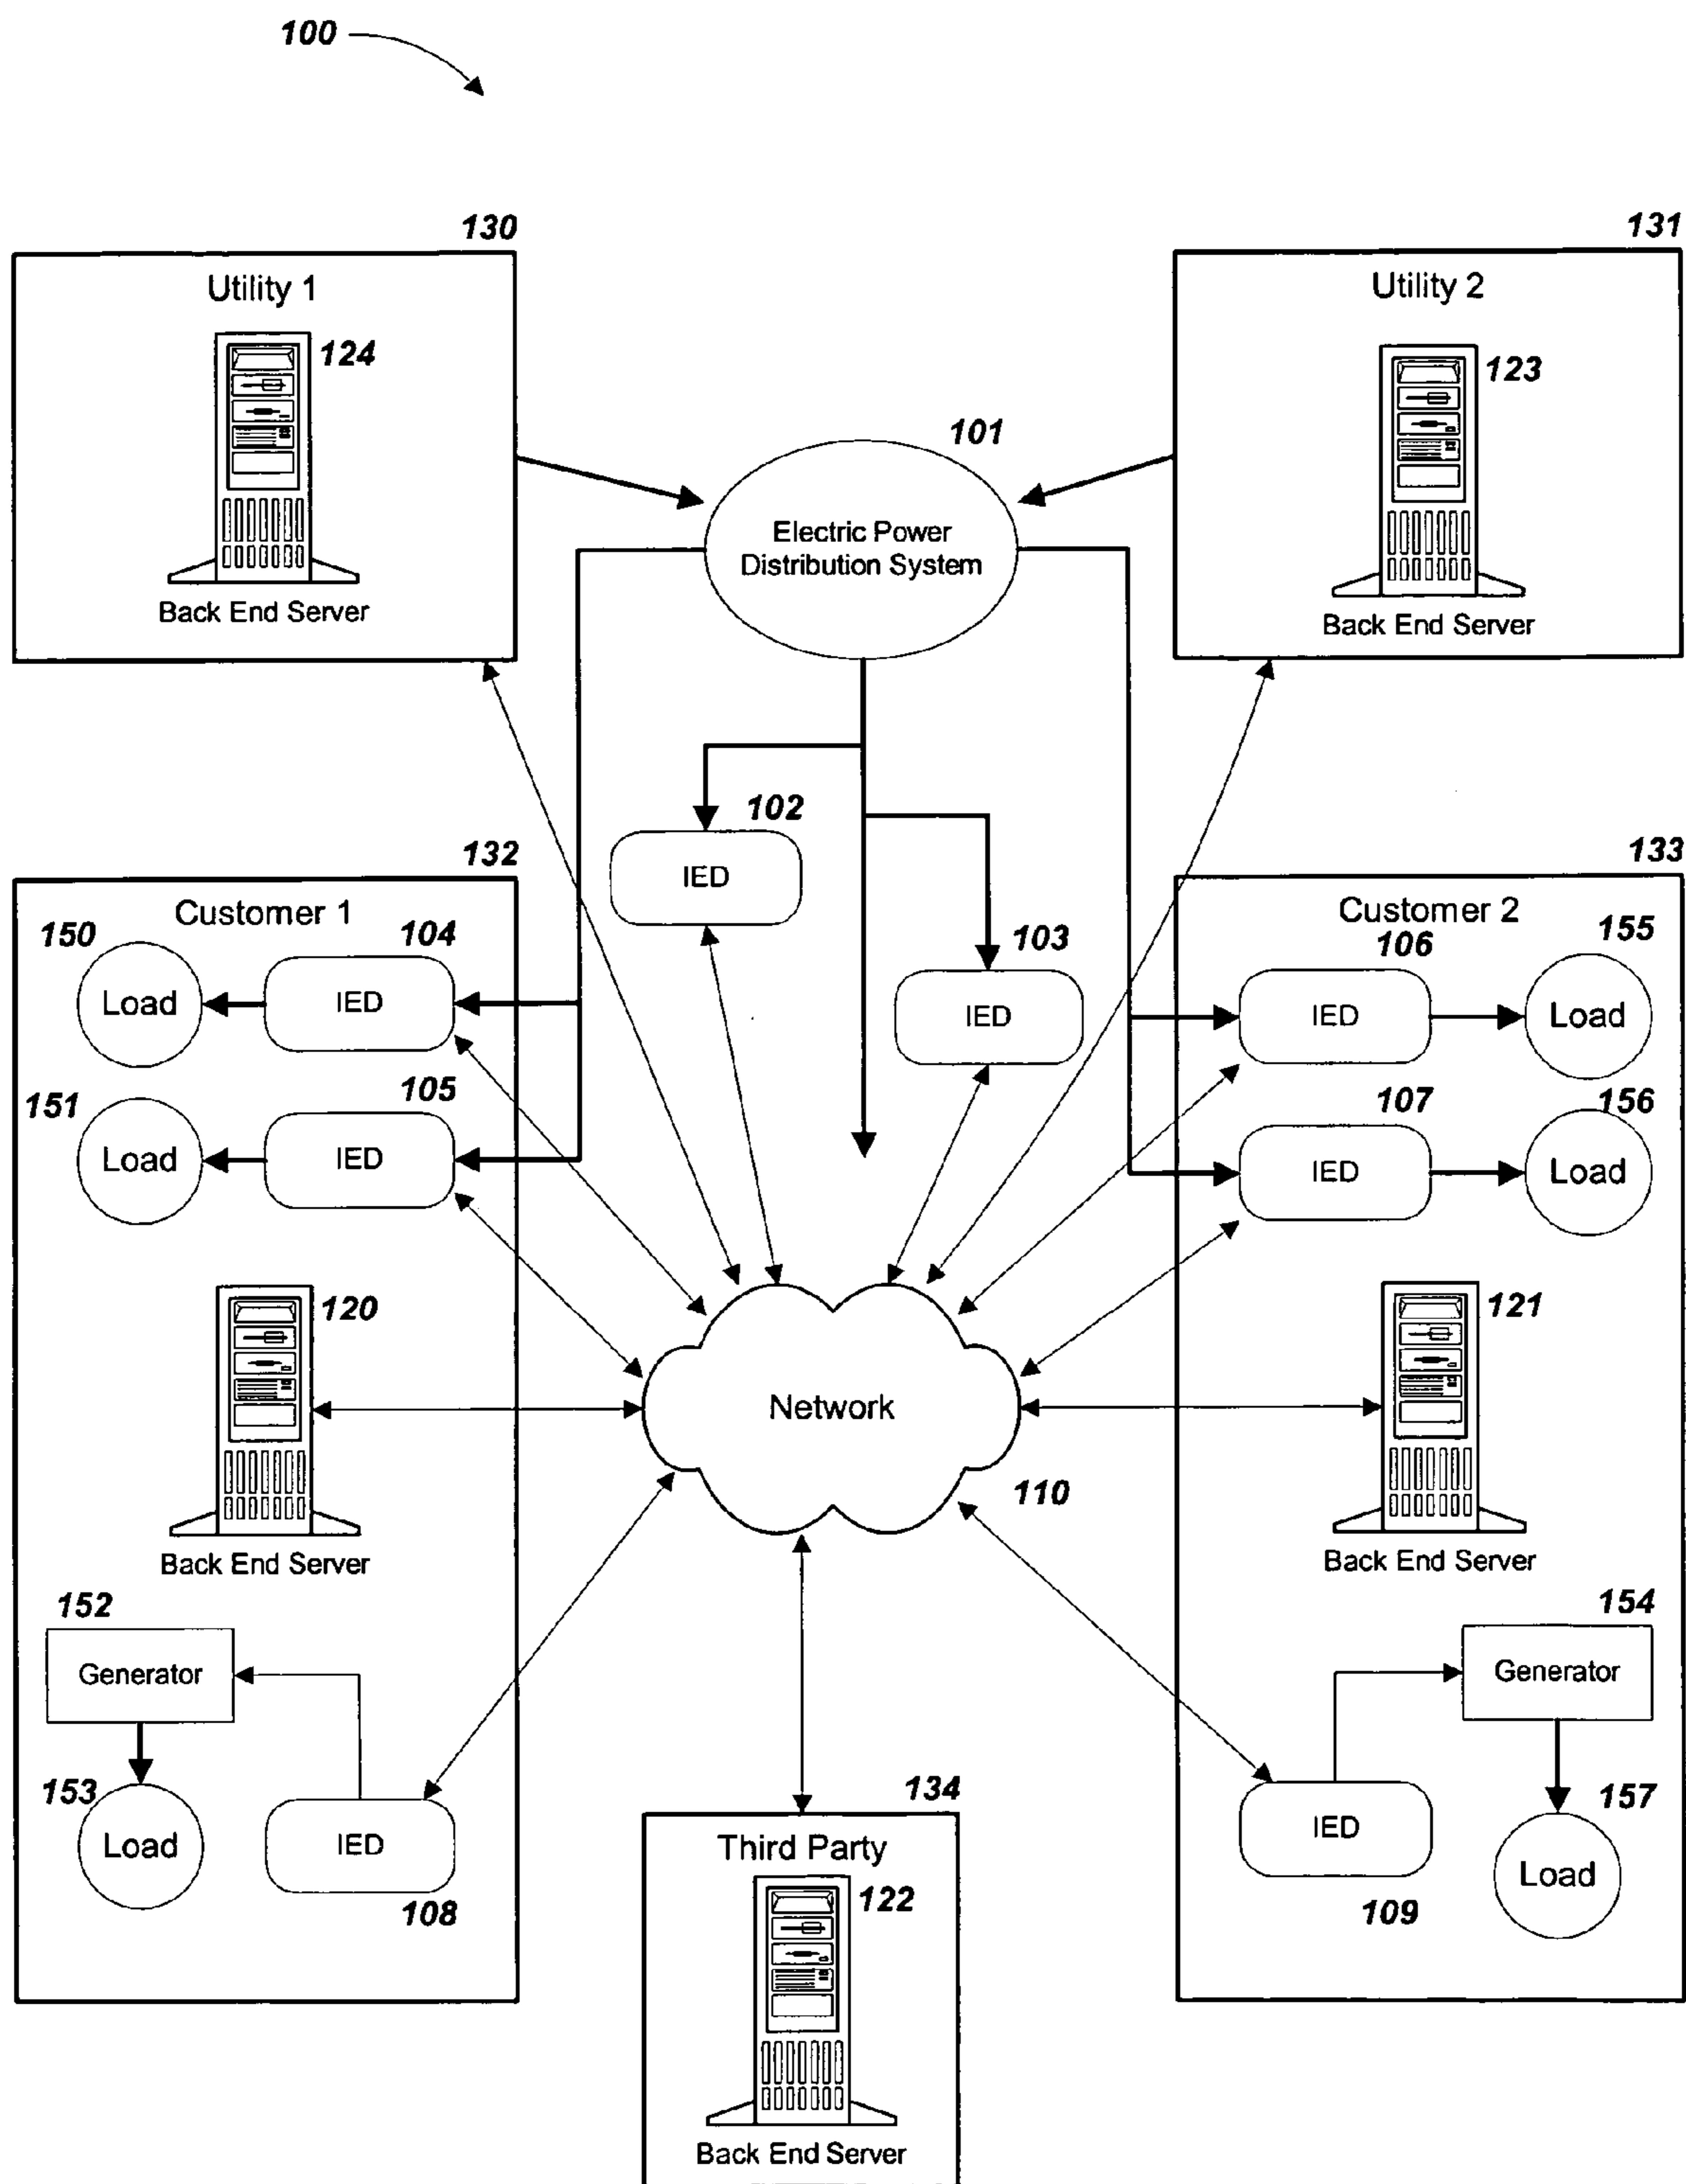 100
130
131
Utility 1
Utility 2
124
123
101
Electric Power
Distribution System
Back End Server
Back End Server
102
IED
132
133
Customer 1
Customer 2
150
104
103
106
155
Load
IED
IED
IED
Load
151
105
107
156
Load
IED
IED
Load
120
121
Network
110
Back End Server
Back End Server
152
154
Generator
Generator
153
134
157
Load
IED
Third Party
IED
Load
108
122
109
Back End Server